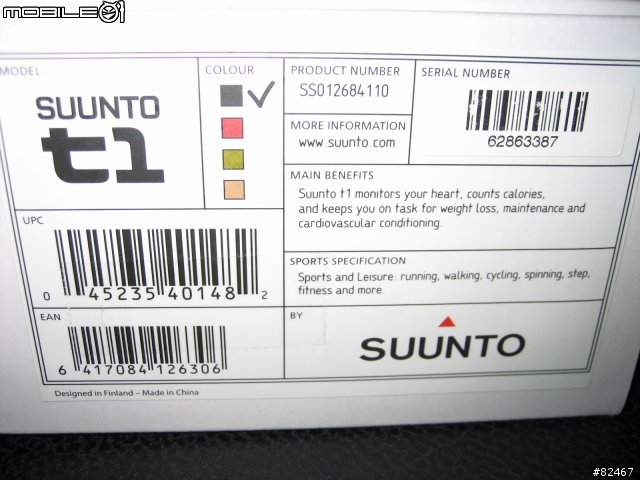 MOBILE01
MODEL
SUUNTO
t1
COLOUR
PRODUCT NUMBER
SS012684110
SERIAL NUMBER
62863387
MORE INFORMATION
www.suunto.com
MAIN BENEFITS
Suunto t1 monitors your heart, counts calories,
and keeps you on task for weight loss, maintenance and
cardiovascular conditioning.
UPC
0 45235 40148 2
SPORTS SPECIFICATION
Sports and Leisure: running, walking, cycling, spinning, step,
fitness and more.
EAN
6 417084 126306
BY
SUUNTO
Designed in Finland - Made in China
#82467